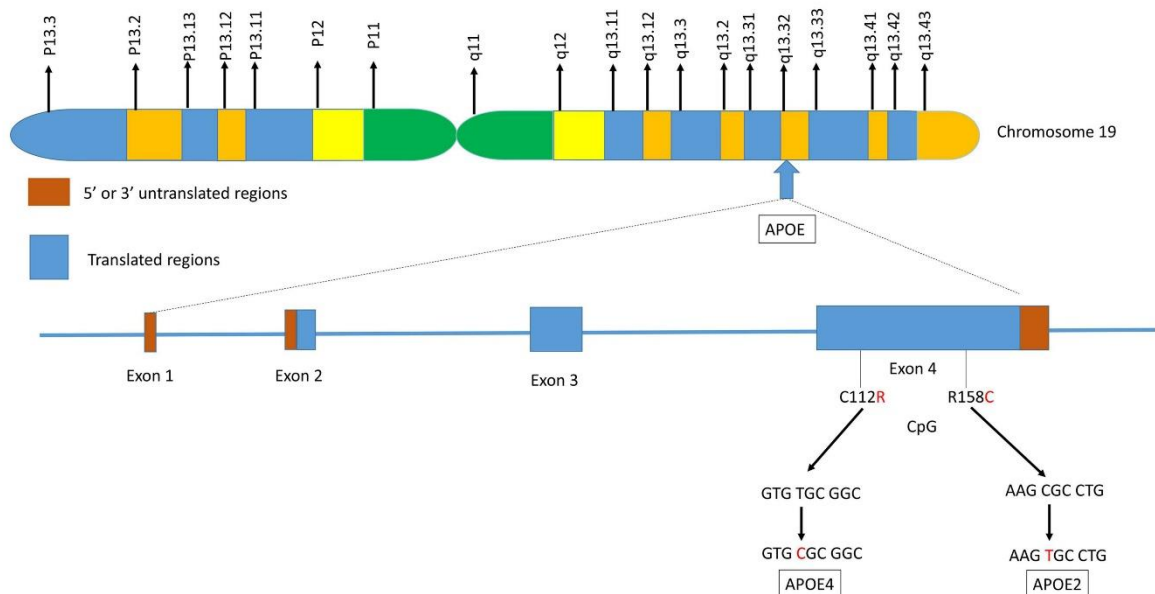 P13.3
P13.2
P13.13
P13.12
P13.11
P12
P11
q11
q12
q13.11
q13.12
q13.3
q13.2
q13.31
q13.32
q13.33
q13.41
q13.42
q13.43
Chromosome 19
5’ or 3’ untranslated regions
APOE
Translated regions
Exon 1
Exon 2
Exon 3
Exon 4
C112R
R158C
CpG
GTG TGC GGC
AAG CGC CTG
GTG CGC GGC
AAG TGC CTG
APOE4
APOE2